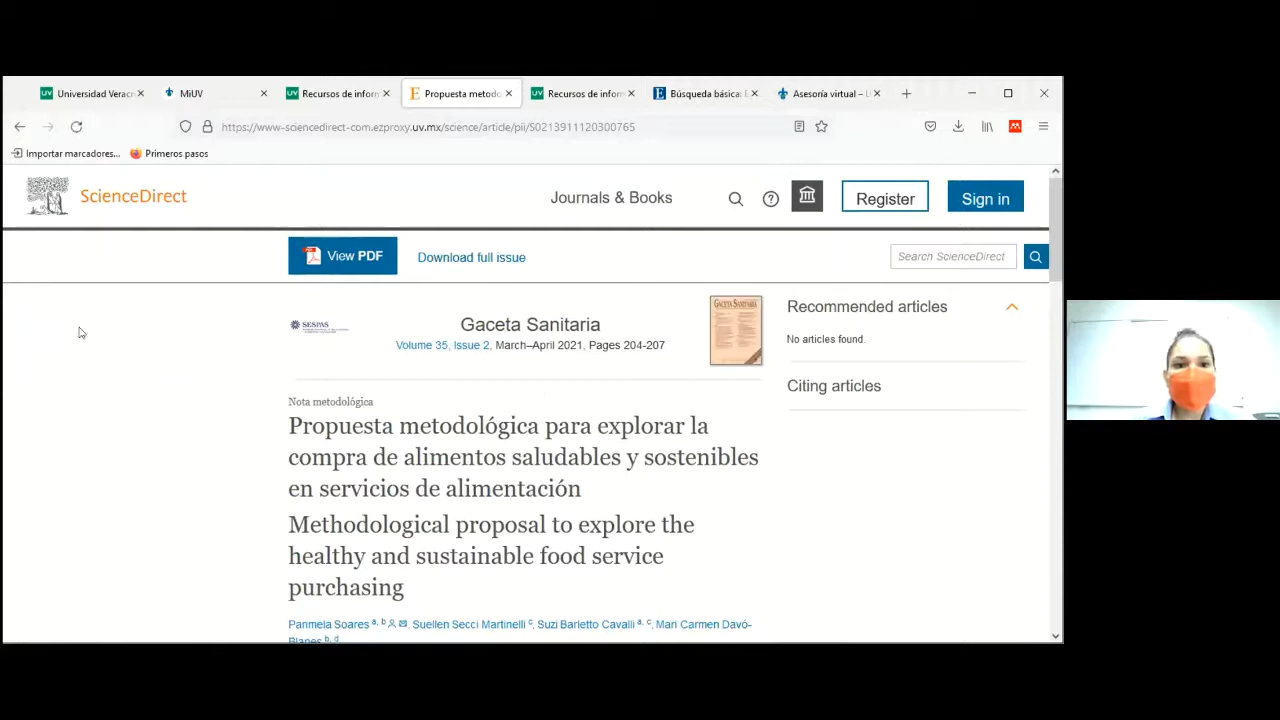 Universidad Verac
MiUV
Recursos de inform
Propuesta metodo
Recursos de inform
Búsqueda básica: E
Asesoría virtual –
https://www-sciencedirect-com.ezproxy.uv.mx/science/article/pii/S0213911120300765
Importar marcadores...
Primeros pasos
ScienceDirect
Journals & Books
Register
Sign in
View PDF
Download full issue
Search ScienceDirect
SESPAS
Gaceta Sanitaria
Volume 35, Issue 2, March–April 2021, Pages 204-207
GACETA SANITARIA
Recommended articles
No articles found.
Citing articles
Nota metodológica
Propuesta metodológica para explorar la
compra de alimentos saludables y sostenibles
en servicios de alimentación
Methodological proposal to explore the
healthy and sustainable food service
purchasing
Panmela Soares a, b, Suellen Secci Martinelli c, Suzi Barletto Cavalli a, c, Mari Carmen Davó-
Blanes b, d